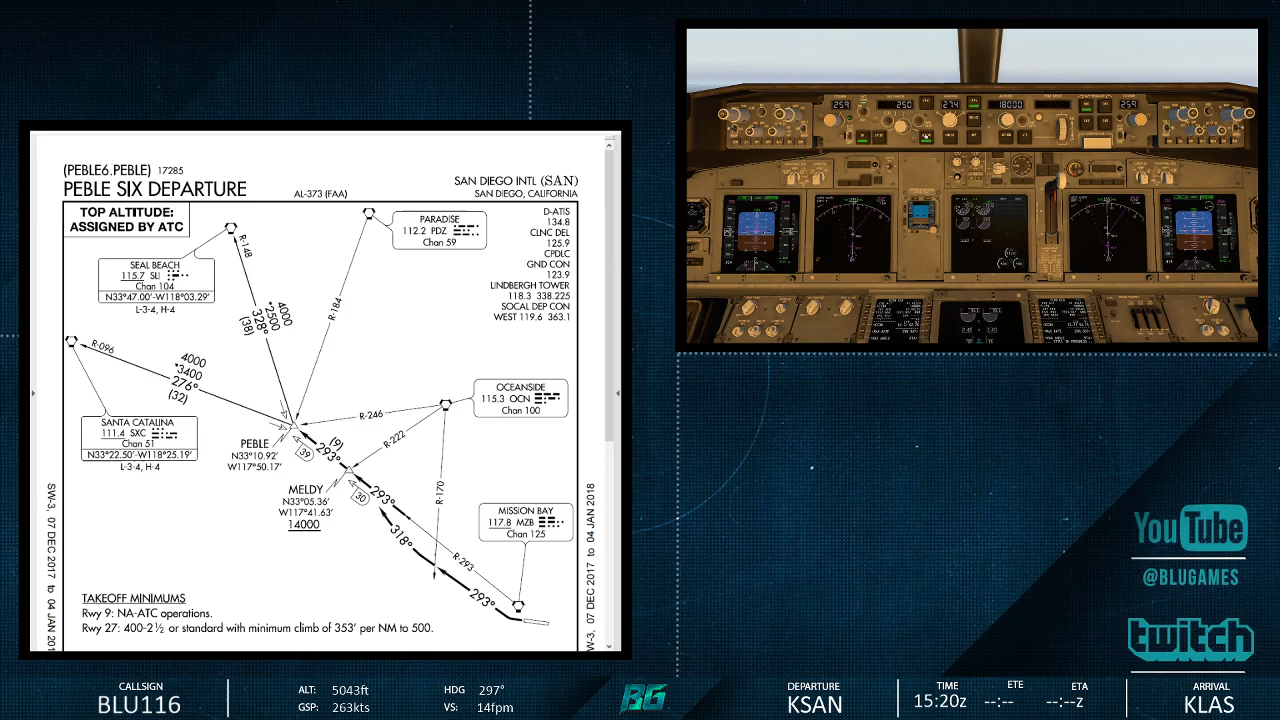 (PEBLE6.PEBLE) 17285
PEBLE SIX DEPARTURE
AL-373 (FAA)
SAN DIEGO INTL (SAN)
SAN DIEGO, CALIFORNIA
TOP ALTITUDE:
ASSIGNED BY ATC
D-ATIS
134.8
CLNC DEL
125.9
CPDLC
GND CON
123.9
LINDBERGH TOWER
118.3 338.225
SOCAL DEP CON
WEST 119.6 363.1
PARADISE
112.2 PDZ
Chan 59
SEAL BEACH
115.7 SLI
Chan 104
N33°47.00'-W118°03.29'
L-3-4, H-4
R-148
4000
*2500
328°
(38)
R-184
R-096
4000
*3400
276°
(32)
SANTA CATALINA
111.4 SXC
Chan 51
N33°22.50'-W118°25.19'
L-3-4, H-4
OCEANSIDE
115.3 OCN
Chan 100
R-246
R-222
R-170
PEBLE
N33°10.92'
W117°50.17'
(9)
293°
39
MELDY
N33°05.36'
W117°41.63'
14000
30
293°
318°
R-293
293°
MISSION BAY
117.8 MZB
Chan 125
TAKEOFF MINIMUMS
Rwy 9: NA-ATC operations.
Rwy 27: 400-2½ or standard with minimum climb of 353' per NM to 500.
SW-3, 07 DEC 2017 to 04 JAN 201
W-3, 07 DEC 2017 to 04 JAN 2018
259
250
274
18000
259
YouTube
@BLUGAMES
twitch
CALLSIGN
BLU116
ALT: 5043ft
GSP: 263kts
HDG 297°
VS: 14fpm
BG
DEPARTURE
KSAN
TIME
15:20z
ETE
--:--
ETA
--:--z
ARRIVAL
KLAS